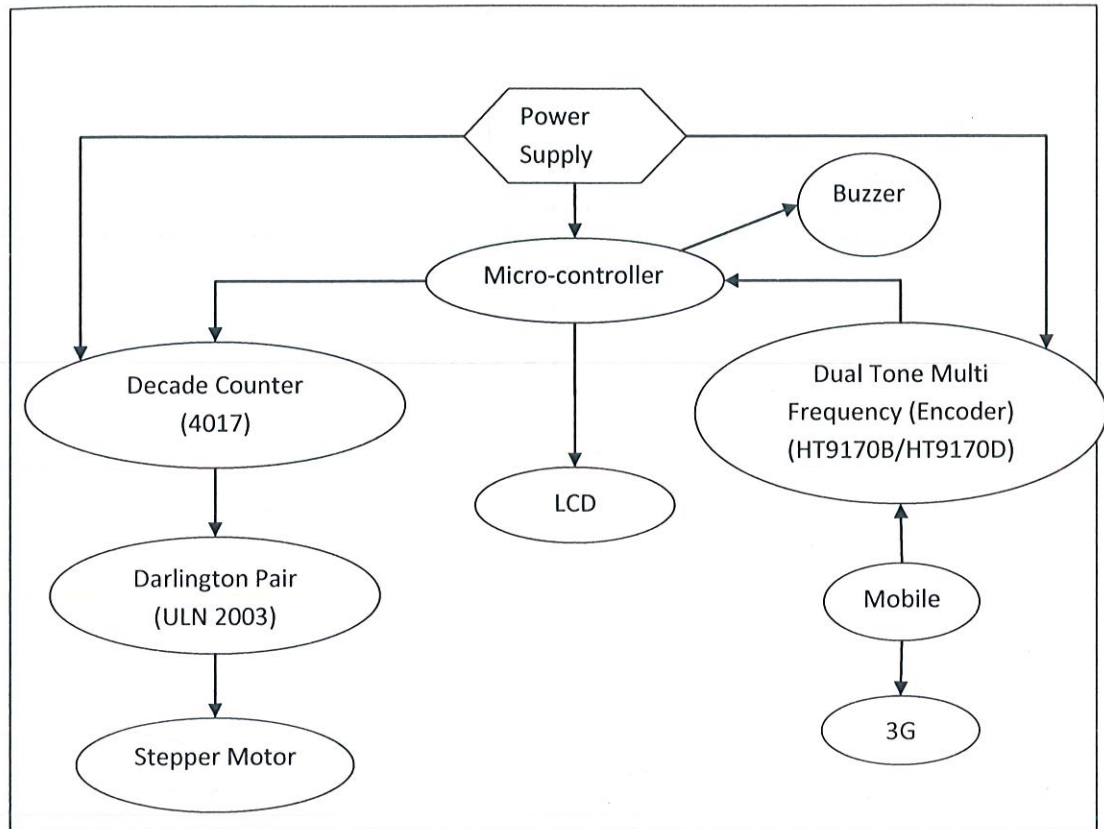 Power
Supply
Buzzer
Micro-controller
Decade Counter
(4017)
Dual Tone Multi
Frequency (Encoder)
(HT9170B/HT9170D)
LCD
Darlington Pair
(ULN 2003)
Mobile
Stepper Motor
3G